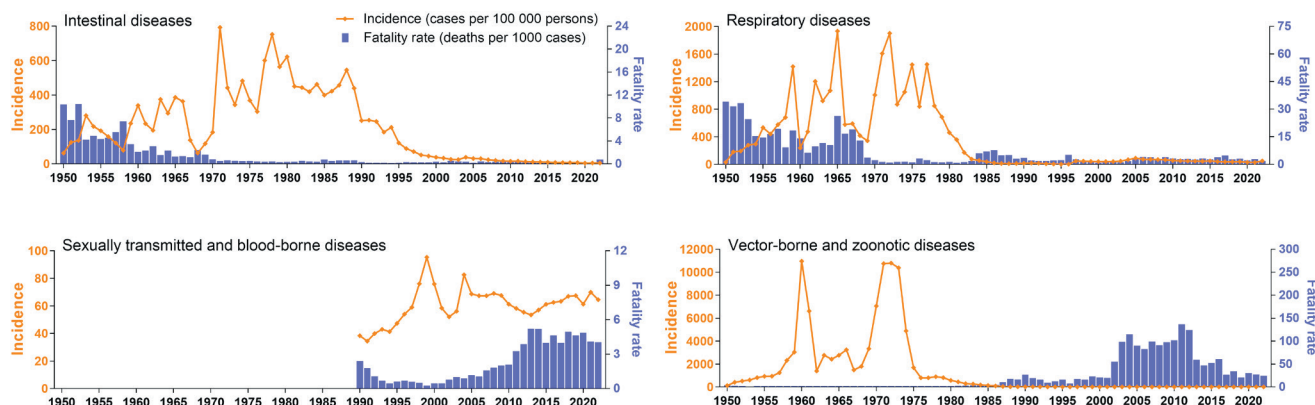 Intestinal diseases
Incidence (cases per 100 000 persons)
Fatality rate (deaths per 1000 cases)
Incidence
800
600
400
200
0
Fatality rate
24
20
16
12
8
4
0
1950 1955 1960 1965 1970 1975 1980 1985 1990 1995 2000 2005 2010 2015 2020
Respiratory diseases
Incidence
2000
1600
1200
800
400
0
Fatality rate
75
60
45
30
15
0
1950 1955 1960 1965 1970 1975 1980 1985 1990 1995 2000 2005 2010 2015 2020
Sexually transmitted and blood-borne diseases
Incidence
100
80
60
40
20
0
Fatality rate
12
9
6
3
0
1950 1955 1960 1965 1970 1975 1980 1985 1990 1995 2000 2005 2010 2015 2020
Vector-borne and zoonotic diseases
Incidence
12000
10000
8000
6000
4000
2000
0
Fatality rate
300
250
200
150
100
50
0
1950 1955 1960 1965 1970 1975 1980 1985 1990 1995 2000 2005 2010 2015 2020